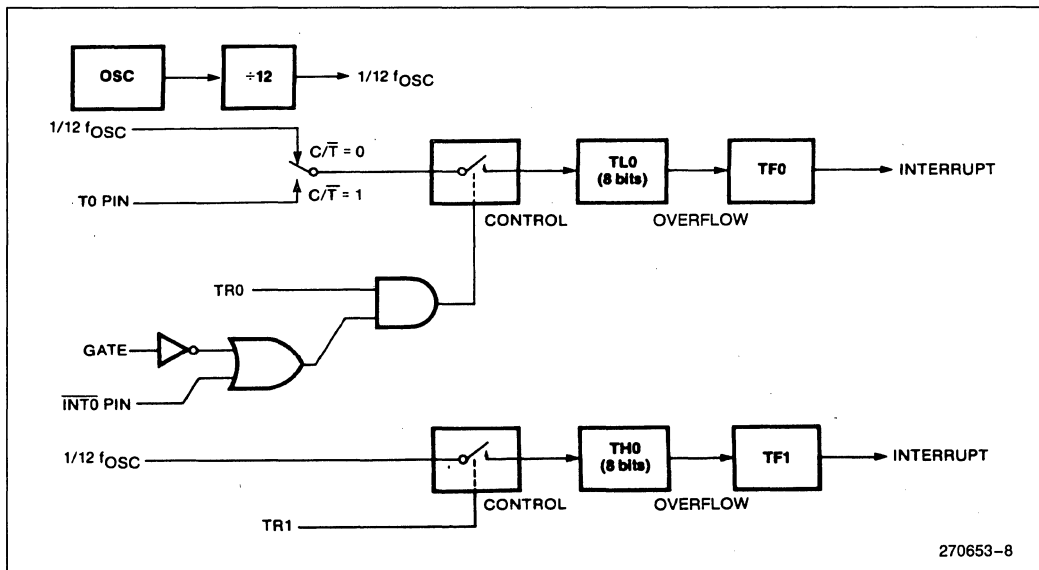 OSC
÷12
1/12 fOSC
1/12 fOSC
C/T̅ = 0
C/T̅ = 1
T0 PIN
TL0
(8 bits)
TF0
INTERRUPT
CONTROL
OVERFLOW
TR0
GATE
I̅N̅T̅0̅ PIN
1/12 fOSC
TH0
(8 bits)
TF1
INTERRUPT
CONTROL
OVERFLOW
TR1
270653–8